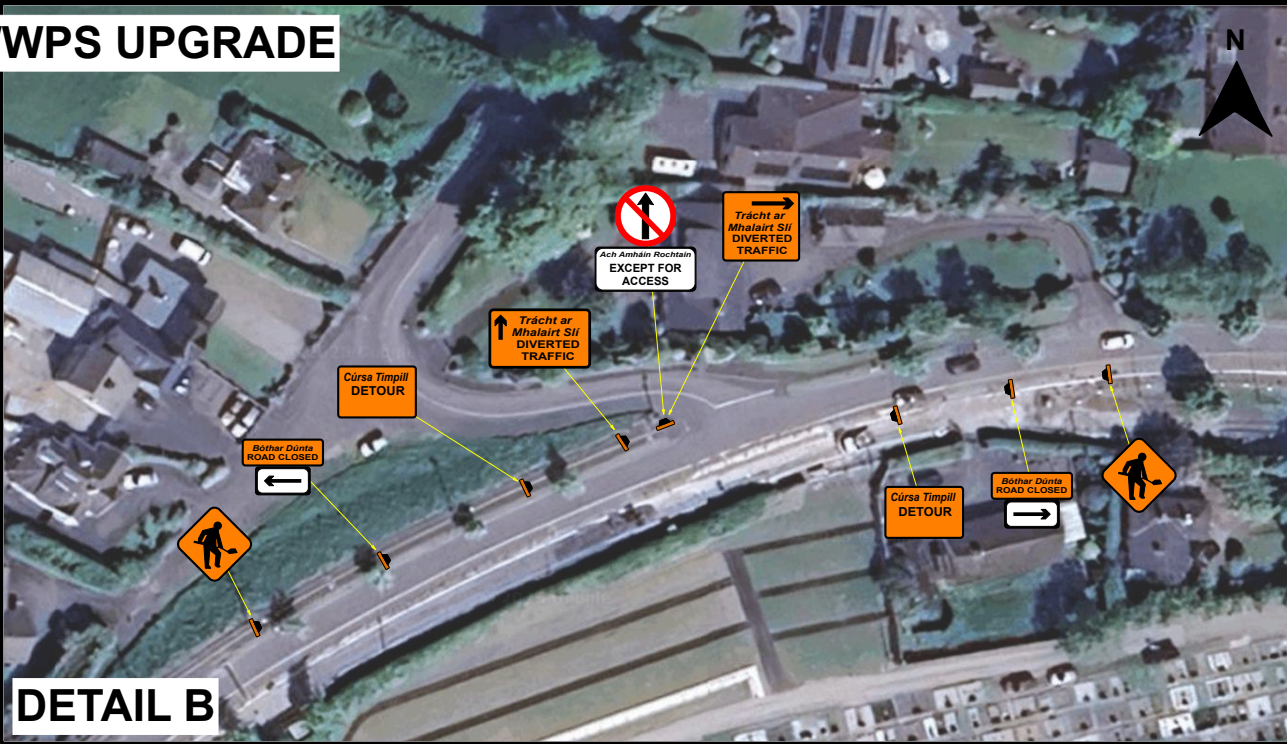 WPS UPGRADE
N
Ach Amháin Rochtain
EXCEPT FOR
ACCESS
Trácht ar
Mhalairt Slí
DIVERTED
TRAFFIC
Trácht ar
Mhalairt Slí
DIVERTED
TRAFFIC
Cúrsa Timpill
DETOUR
Bóthar Dúnta
ROAD CLOSED
Cúrsa Timpill
DETOUR
Bóthar Dúnta
ROAD CLOSED
DETAIL B